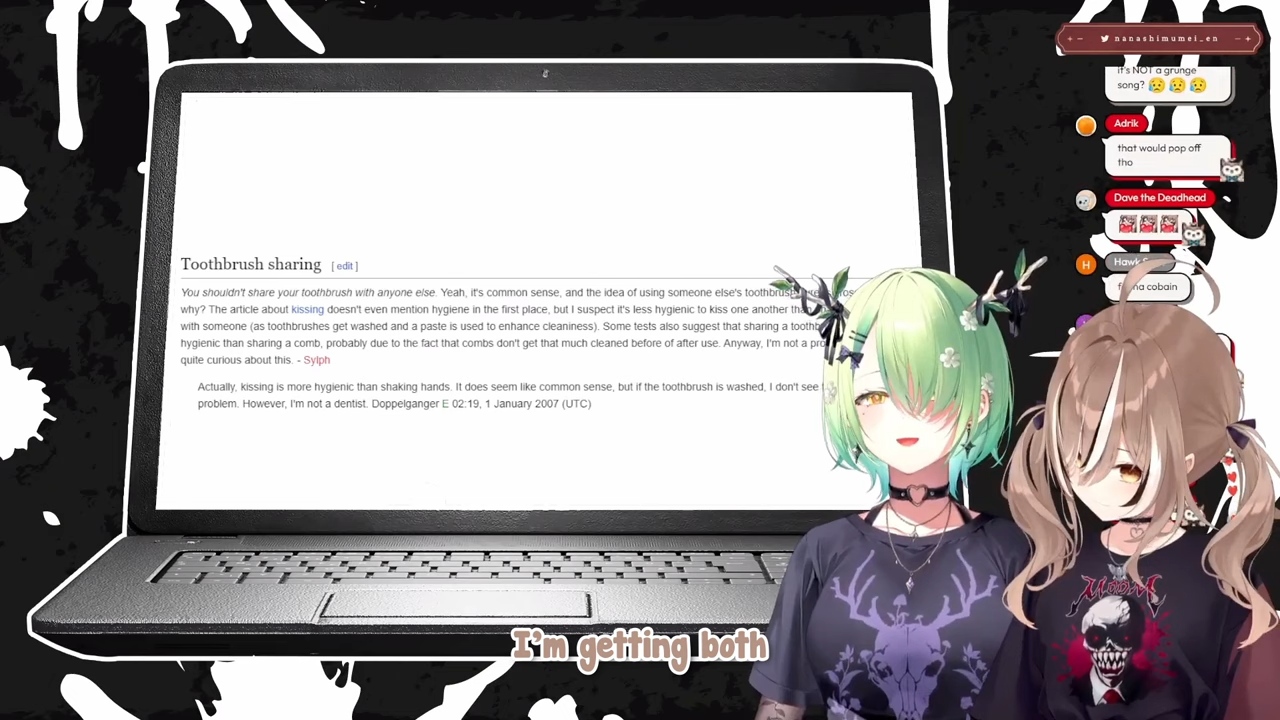 nanashimumei_en
it's NOT a grunge
song? 😥 😥 😥
Adrik
that would pop off
tho
Dave the Deadhead
Hawk
cobain
Toothbrush sharing [ edit ]
You shouldn't share your toothbrush with anyone else. Yeah, it's common sense, and the idea of using someone else's
why? The article about kissing doesn't even mention hygiene in the first place, but I suspect it's less hygienic to kiss one another
with someone (as toothbrushes get washed and a paste is used to enhance cleaniness). Some tests also suggest that sharing a
hygienic than sharing a comb, probably due to the fact that combs don't get that much cleaned before of after use. Anyway, I'm not a
quite curious about this. - Sylph
Actually, kissing is more hygienic than shaking hands. It does seem like common sense, but if the toothbrush is washed, I don't see
problem. However, I'm not a dentist. Doppelganger E 02:19, 1 January 2007 (UTC)
I'm getting both